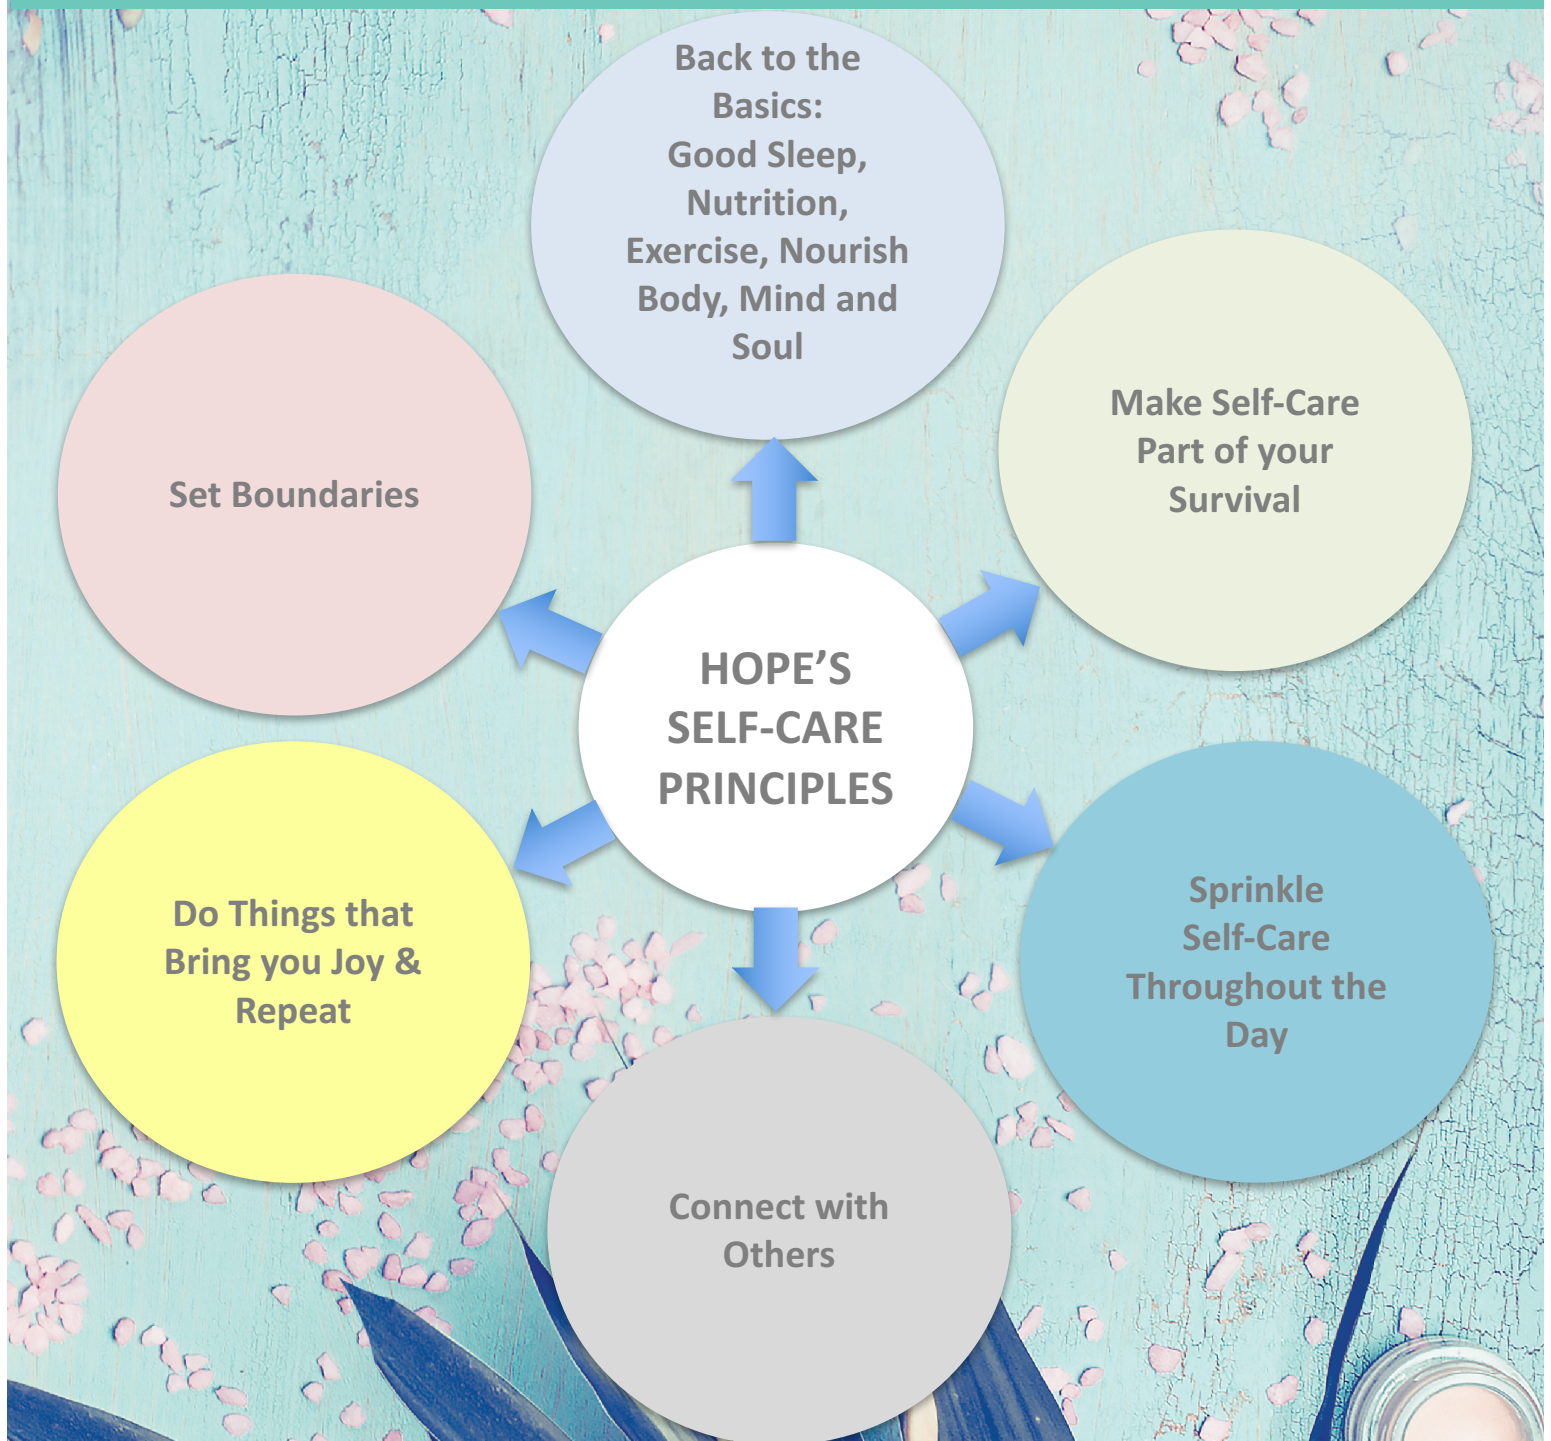 Back to the
Basics:
Good Sleep,
Nutrition,
Exercise, Nourish
Body, Mind and
Soul
Make Self-Care
Part of your
Survival
Set Boundaries
HOPE’S
SELF-CARE
PRINCIPLES
Do Things that
Bring you Joy &
Repeat
Sprinkle
Self-Care
Throughout the
Day
Connect with
Others